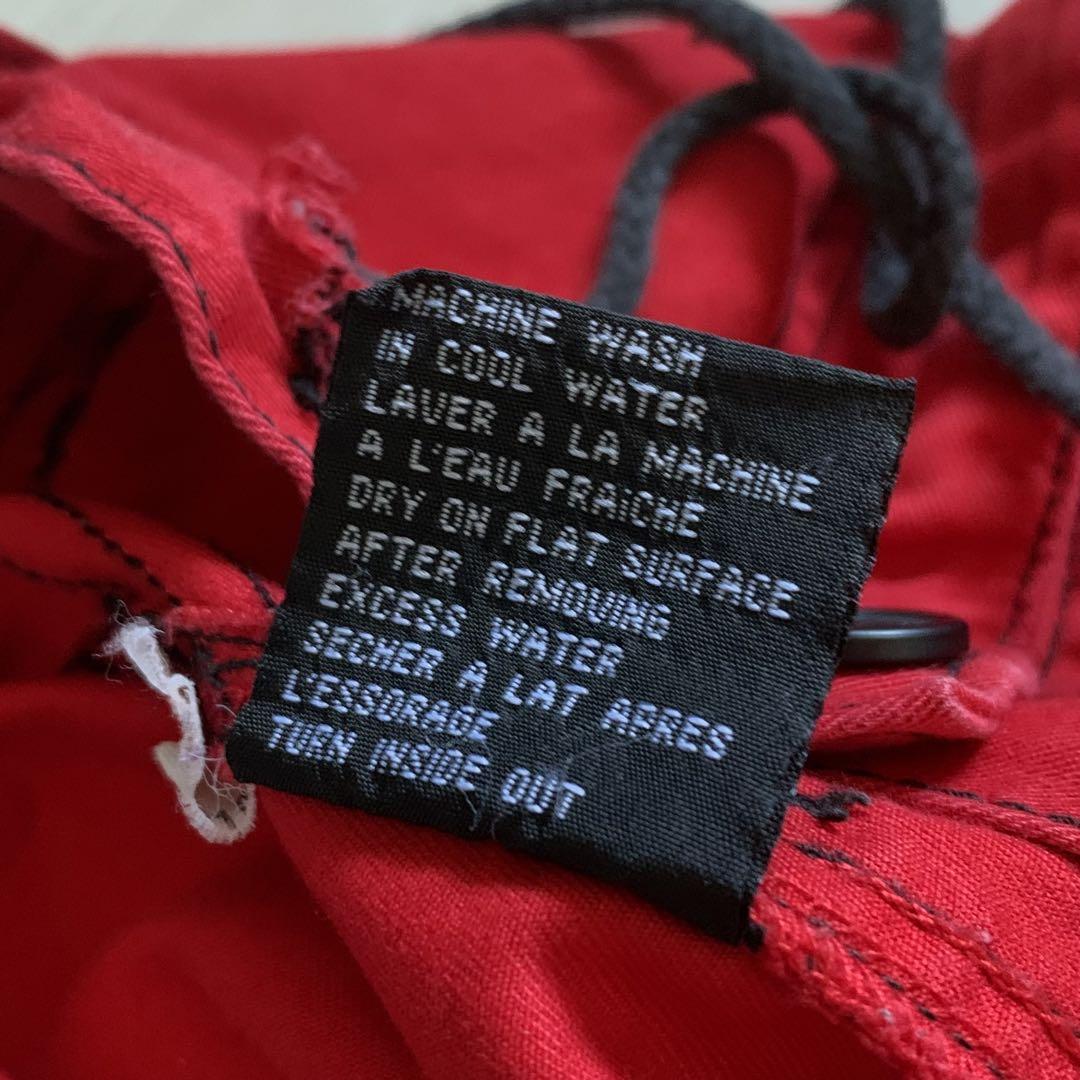 MACHINE WASH
IN COOL WATER
LAVER A LA MACHINE
A L'EAU FRAICHE
DRY ON FLAT SURFACE
AFTER REMOVING
EXCESS WATER
SECHER A LAT ABRES
L'ESSORAGE
TURN INSIDE OUT